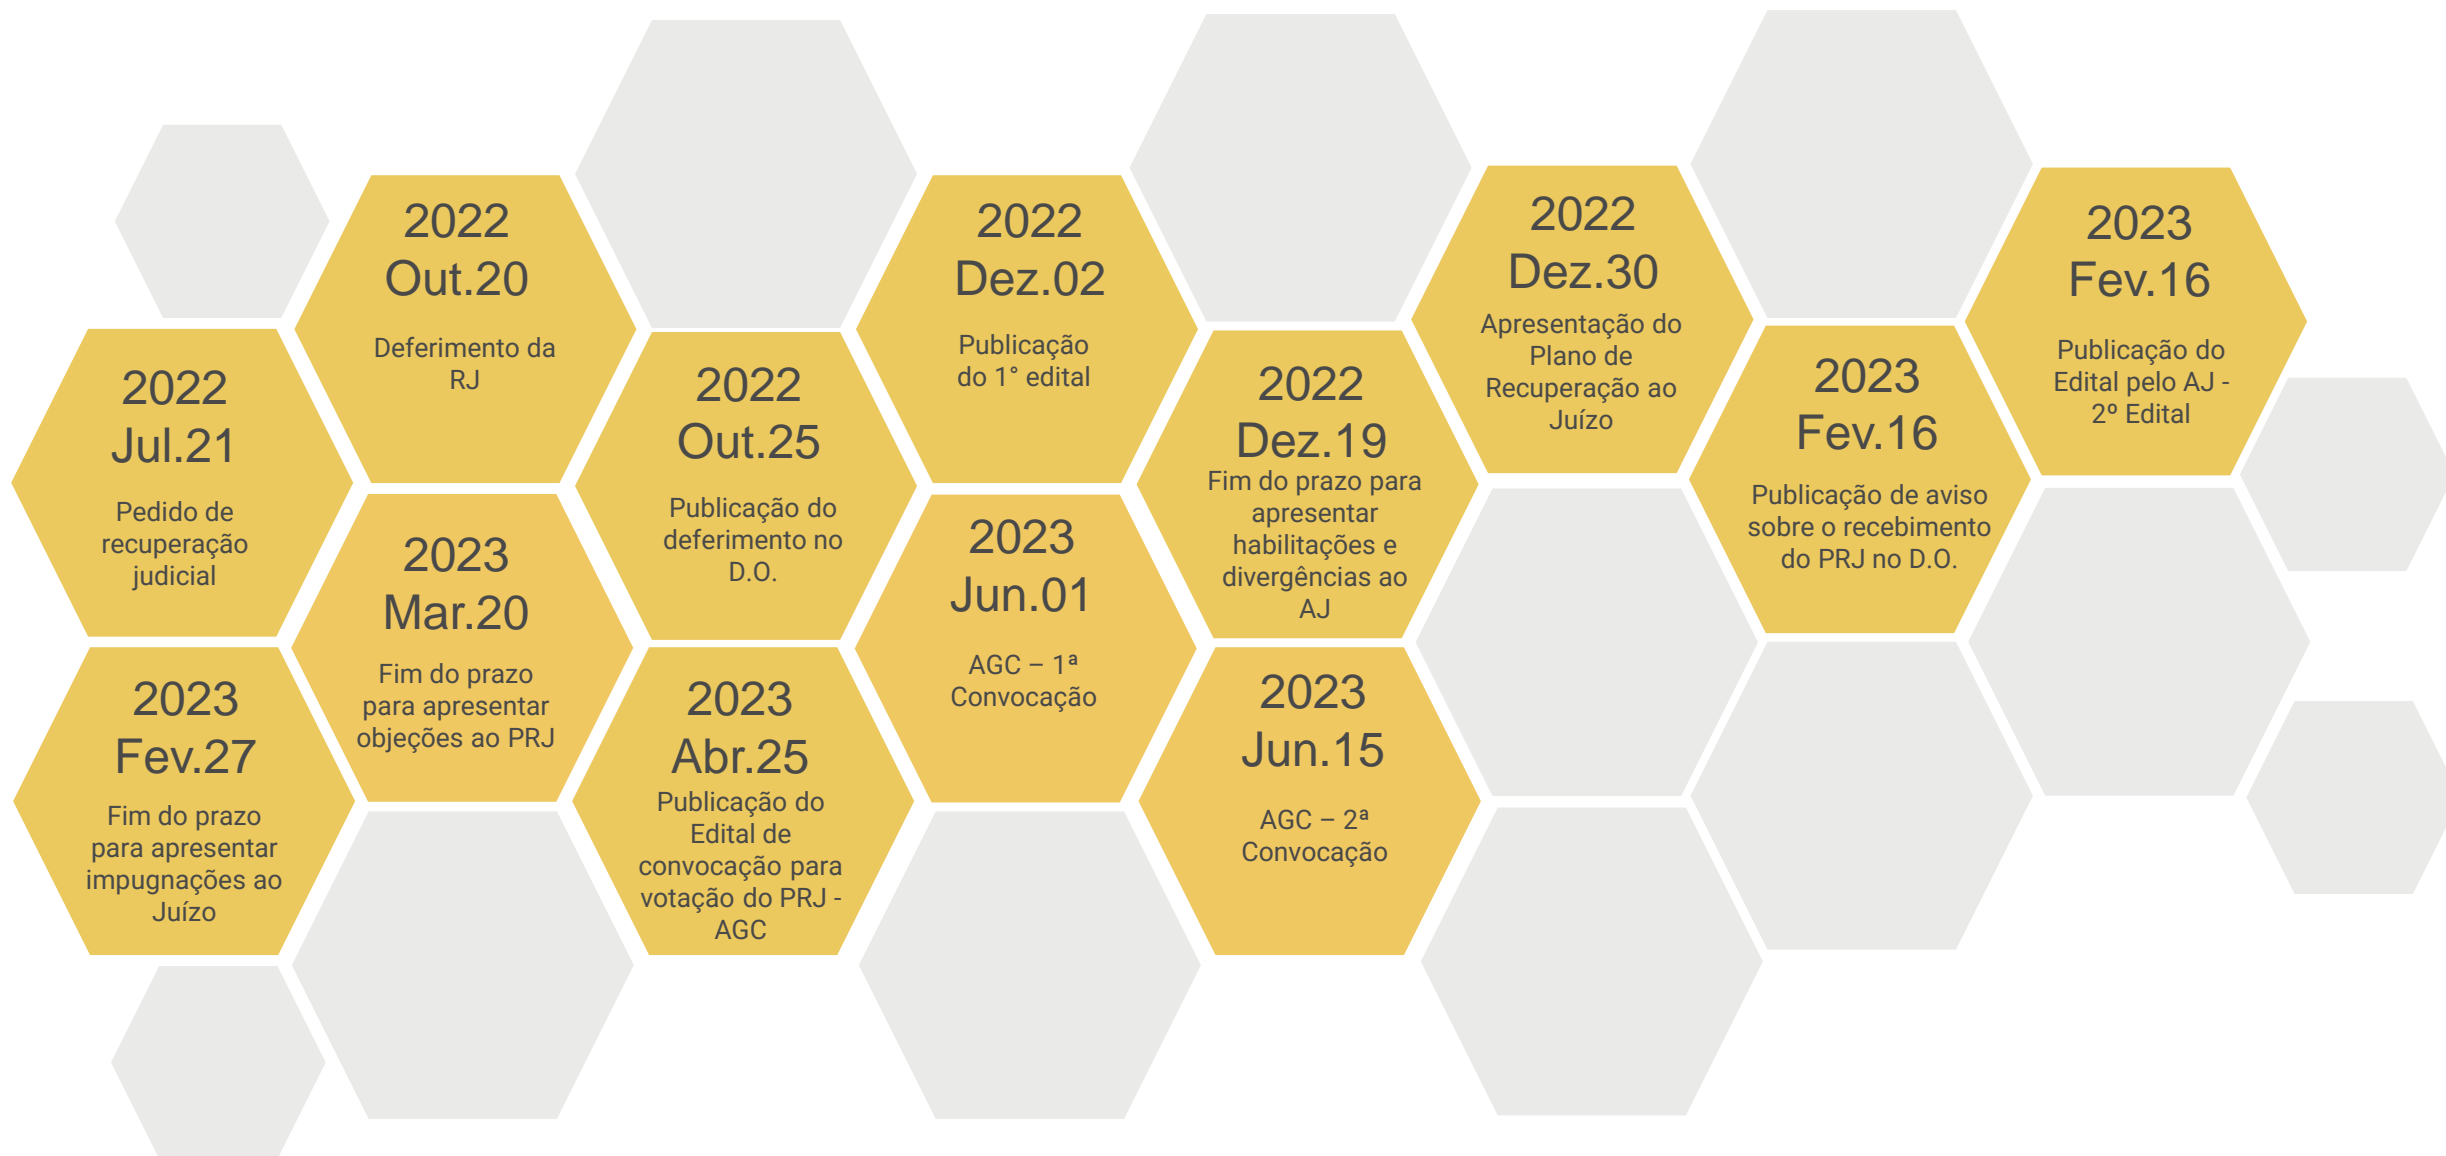 2022
Jul.21
Pedido de
recuperação
judicial
2022
Out.20
Deferimento da
RJ
2022
Out.25
Publicação do
deferimento no
D.O.
2022
Dez.02
Publicação
do 1° edital
2022
Dez.19
Fim do prazo para
apresentar
habilitações e
divergências ao
AJ
2022
Dez.30
Apresentação do
Plano de
Recuperação ao
Juízo
2023
Fev.16
Publicação de aviso
sobre o recebimento
do PRJ no D.O.
2023
Fev.16
Publicação do
Edital pelo AJ -
2º Edital
2023
Fev.27
Fim do prazo
para apresentar
impugnações ao
Juízo
2023
Mar.20
Fim do prazo
para apresentar
objeções ao PRJ
2023
Abr.25
Publicação do
Edital de
convocação para
votação do PRJ -
AGC
2023
Jun.01
AGC – 1ª
Convocação
2023
Jun.15
AGC – 2ª
Convocação